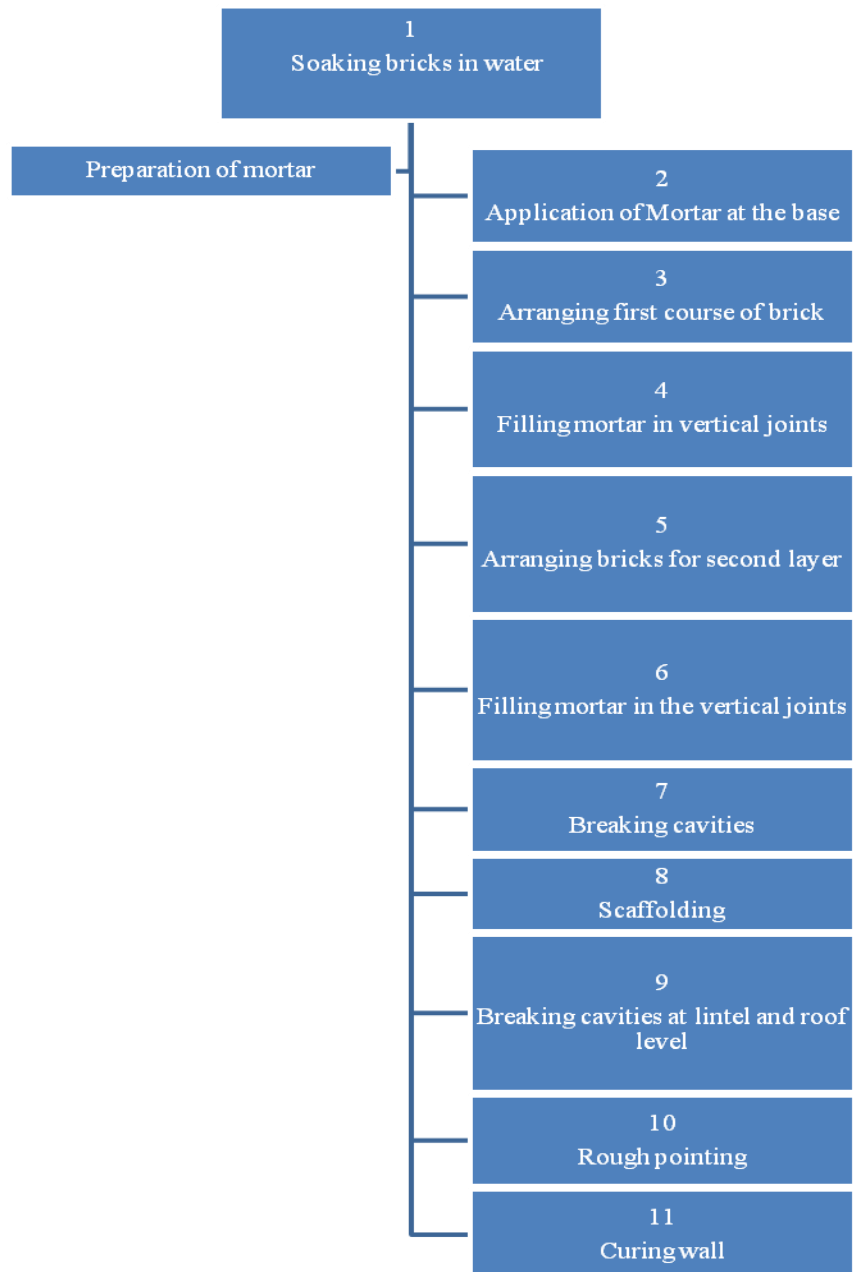 1
Soaking bricks in water
Preparation of mortar
2
Application of Mortar at the base
3
Arranging first course of brick
4
Filling mortar in vertical joints
5
Arranging bricks for second layer
6
Filling mortar in the vertical joints
7
Breaking cavities
8
Scaffolding
9
Breaking cavities at lintel and roof
level
10
Rough pointing
11
Curing wall